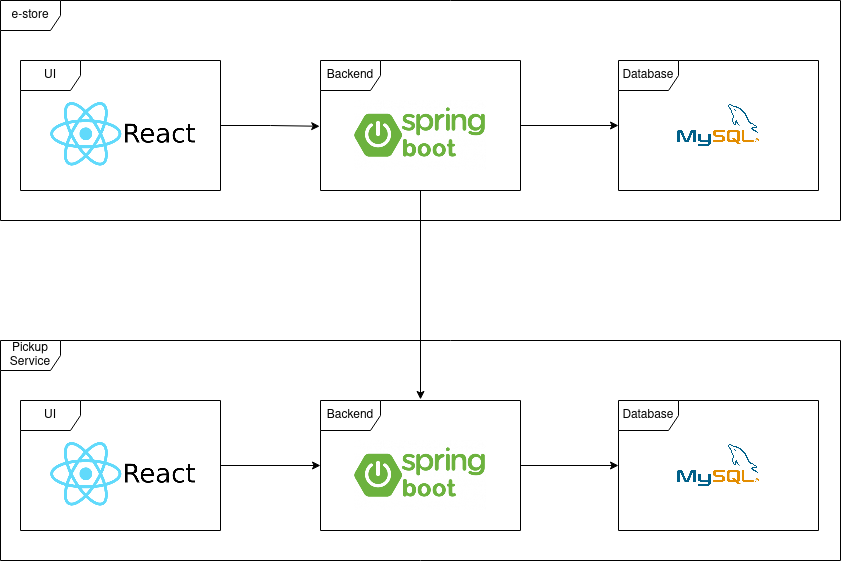 e-store
UI
Backend
Database
React
spring
boot
MySQL
Pickup
Service
UI
Backend
Database
React
spring
boot
MySQL